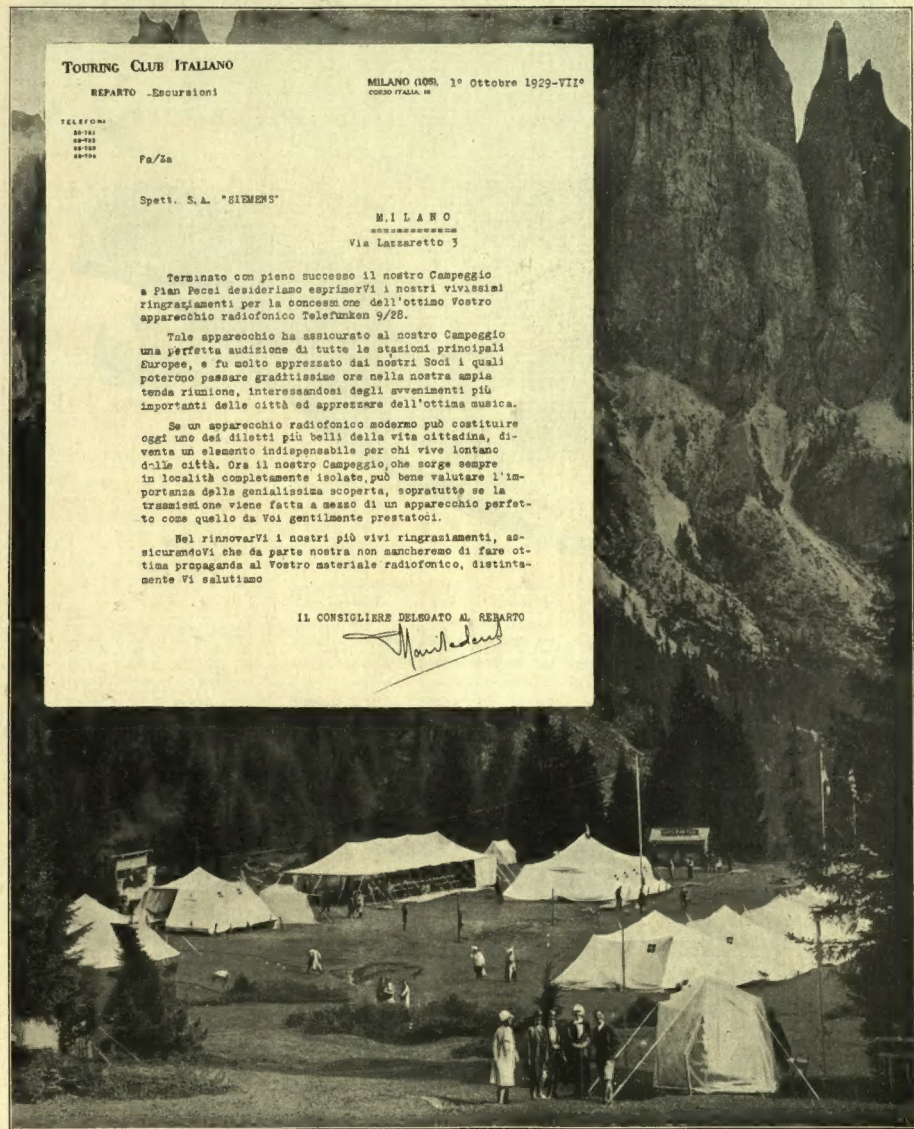 TOURING CLUB ITALIANO
REPARTO -Escursioni
MILANO (105), 1° Ottobre 1929-VII°
CORSO ITALIA, 10
TELEFONI
Pa/Za
Spett. S.A. "SIEMENS"
M.I L A N O
Via Lazzaretto 3
Terminato con pieno successo il nostro Campeggio
a Pian Pecei desideriamo esprimerVi i nostri vivissimi
ringraziamenti per la concessione dell'ottimo Vostro
apparecchio radiofonico Telefunken 9/28.
Tale apparecchio ha assicurato al nostro Campeggio
una perfetta audizione di tutte le stazioni principali
Europee, e fu molto apprezzato dai nostri Soci i quali
poterono passare graditissime ore nella nostra ampia
tenda riunione, interessandosi degli avvenimenti più
importanti delle città ed apprezzare dell'ottima musica.
Se un apparecchio radiofonico moderno può costituire
oggi uno dei diletti più belli della vita cittadina, di-
venta un elemento indispensabile per chi vive lontano
dalle città. Ora il nostro Campeggio, che sorge sempre
in località completamente isolate, può bene valutare l'im-
portanza della genialissima scoperta, sopratutto se la
trasmissione viene fatta a mezzo di un apparecchio perfet-
to come quello da Voi gentilmente prestatoci.
Nel rinnovarVi i nostri più vivi ringraziamenti, as-
sicurandoVi che da parte nostra non mancheremo di fare ot-
tima propaganda al Vostro materiale radiofonico, distinta-
mente Vi salutiamo
IL CONSIGLIERE DELEGATO AL REPARTO